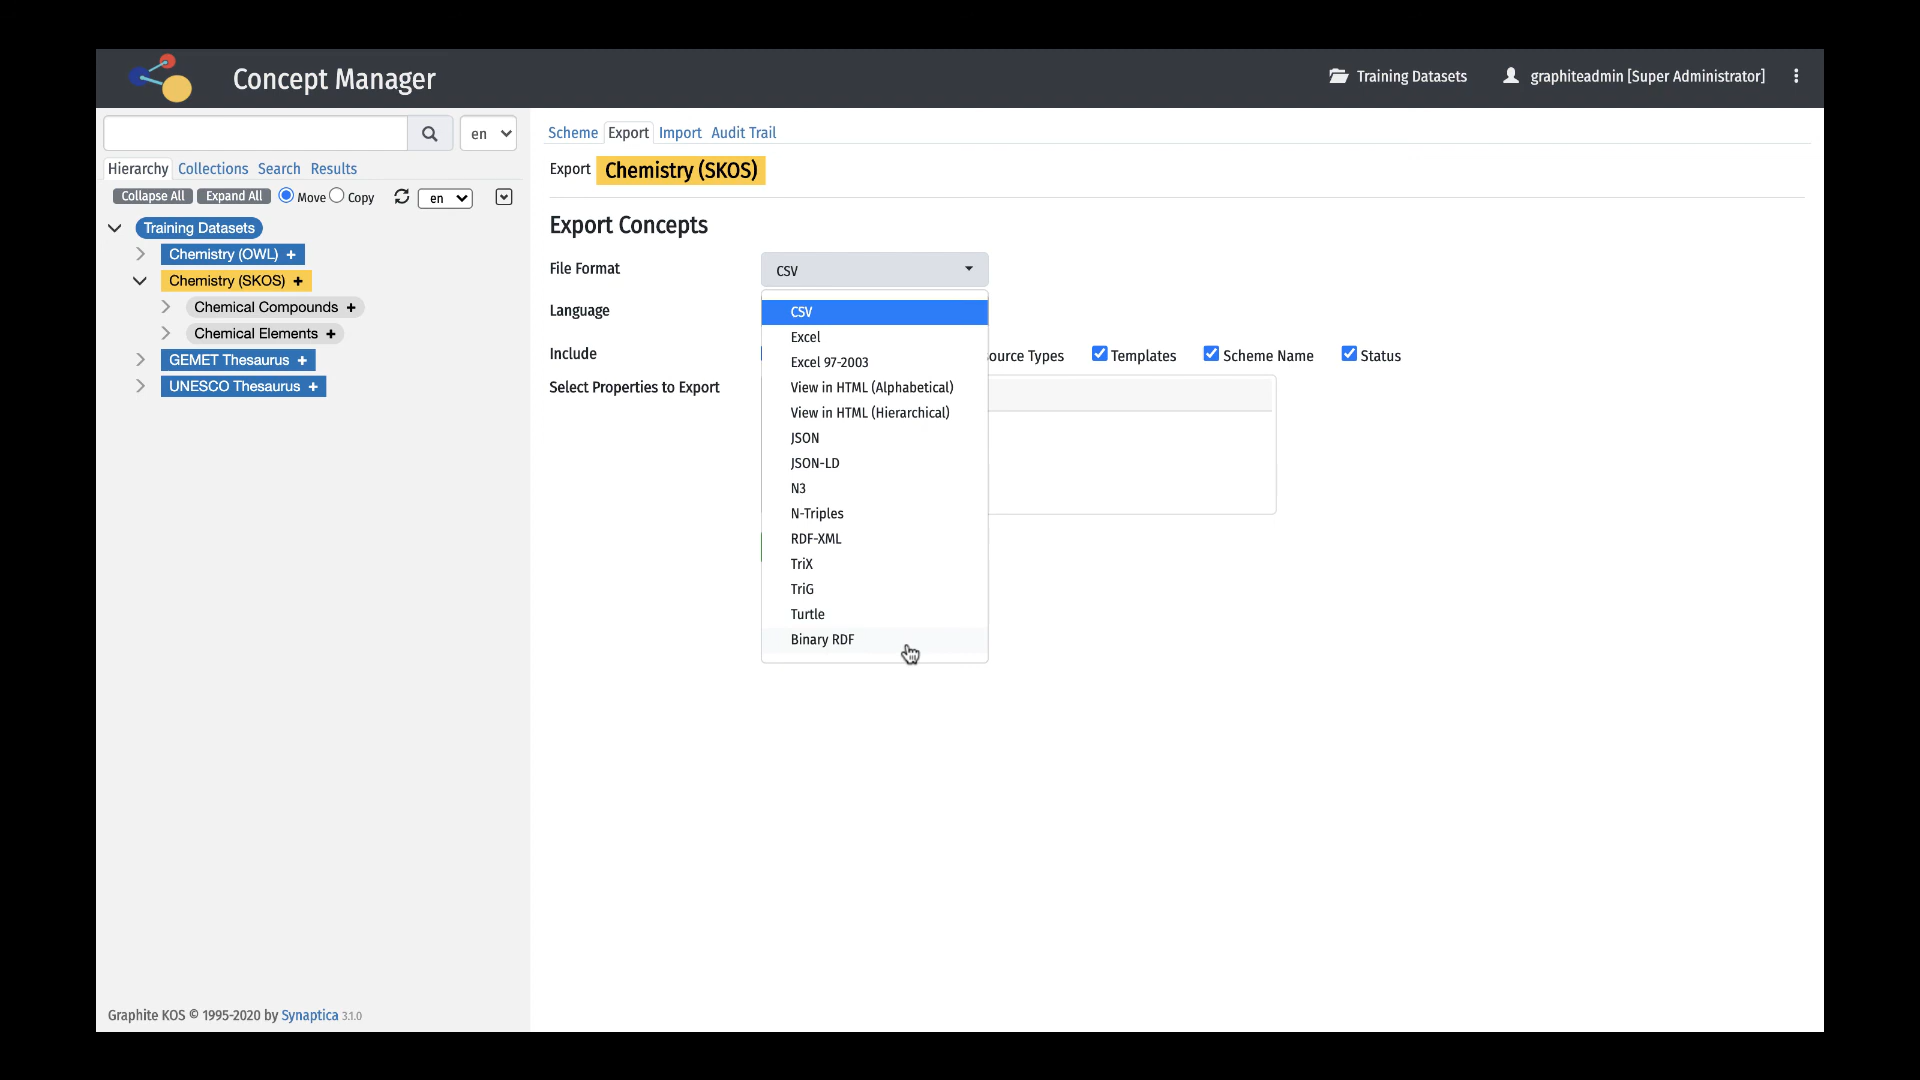 Concept Manager
Training Datasets
graphiteadmin [Super Administrator]
en
Hierarchy Collections Search Results
Collapse All Expand All Move Copy en
Training Datasets
Chemistry (OWL) +
Chemistry (SKOS) +
Chemical Compounds +
Chemical Elements +
GEMET Thesaurus +
UNESCO Thesaurus +
Graphite KOS © 1995-2020 by Synaptica 3.1.0
Scheme Export Import Audit Trail
Export Chemistry (SKOS)
Export Concepts
File Format CSV
Language
Include Templates Scheme Name Status
Select Properties to Export
CSV
Excel
Excel 97-2003
View in HTML (Alphabetical)
View in HTML (Hierarchical)
JSON
JSON-LD
N3
N-Triples
RDF-XML
TriX
TriG
Turtle
Binary RDF